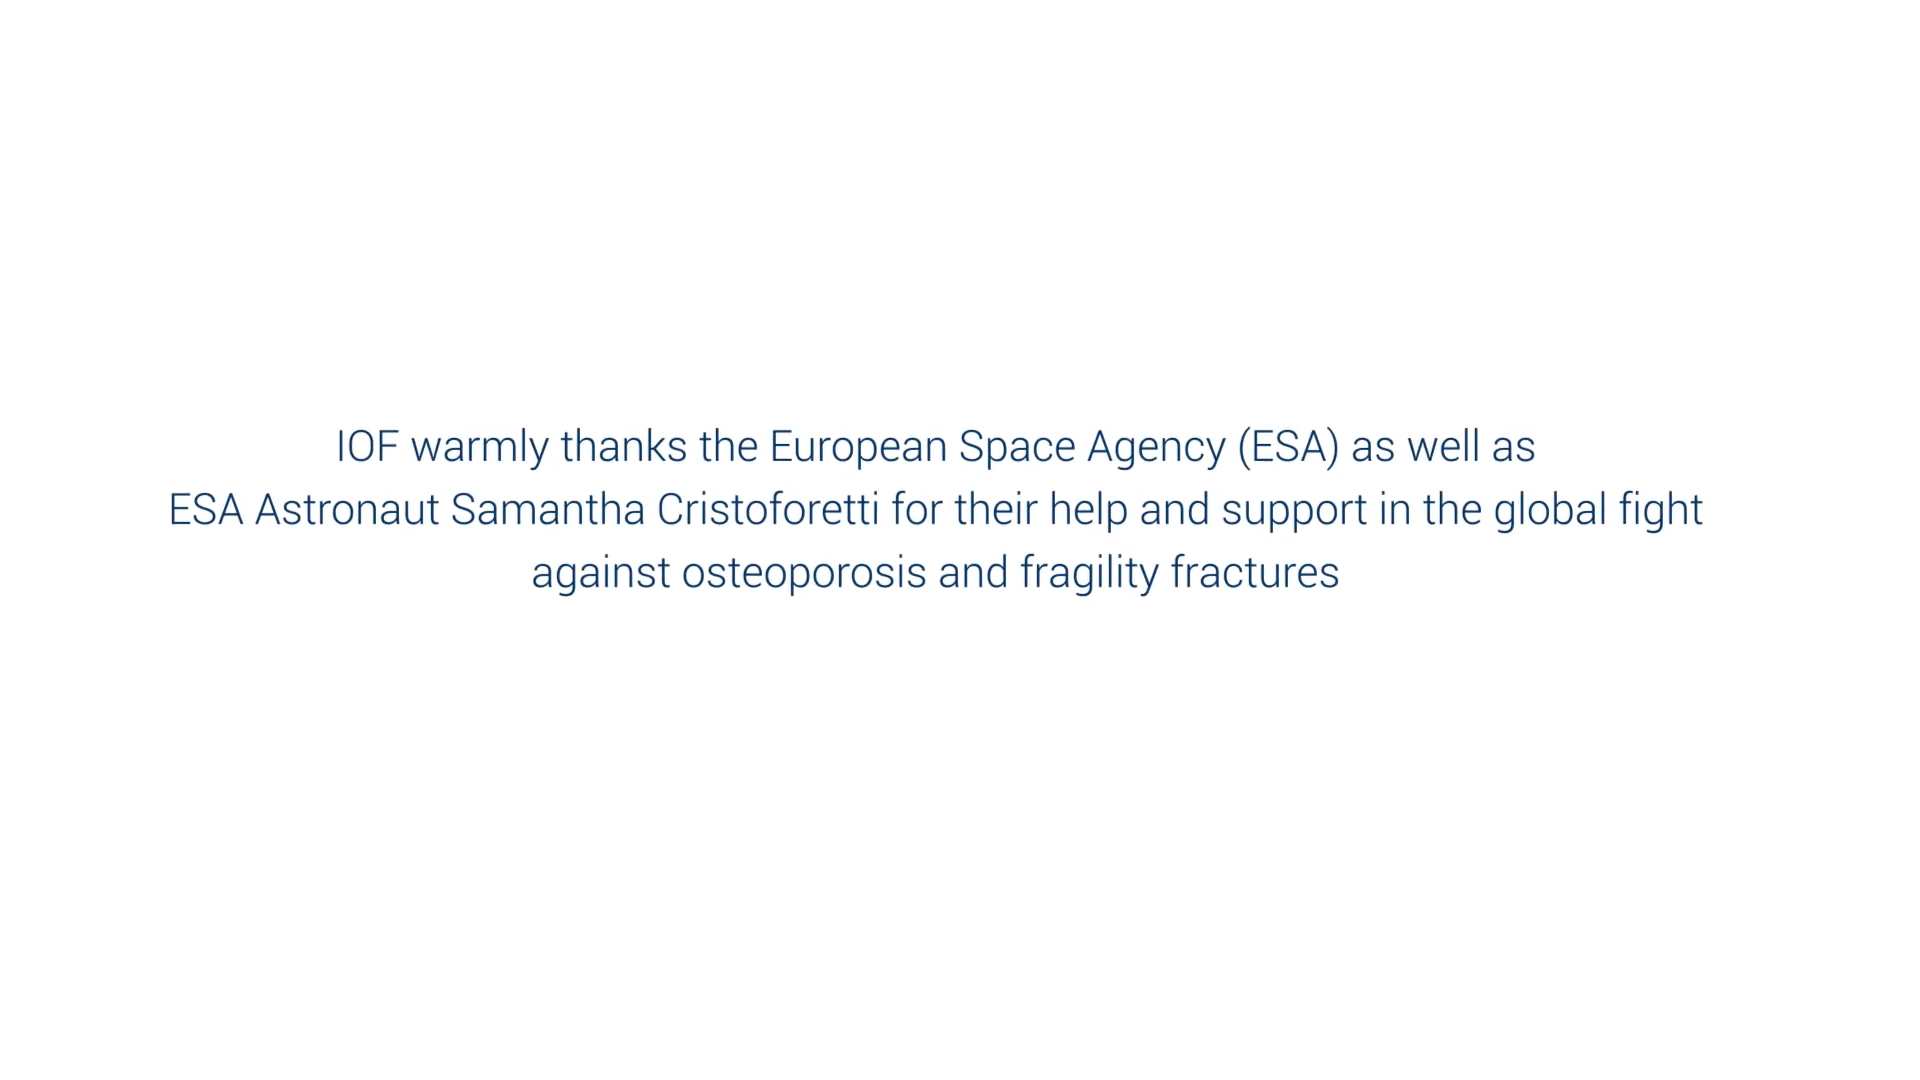 IOF warmly thanks the European Space Agency (ESA) as well as
ESA Astronaut Samantha Cristoforetti for their help and support in the global fight
against osteoporosis and fragility fractures